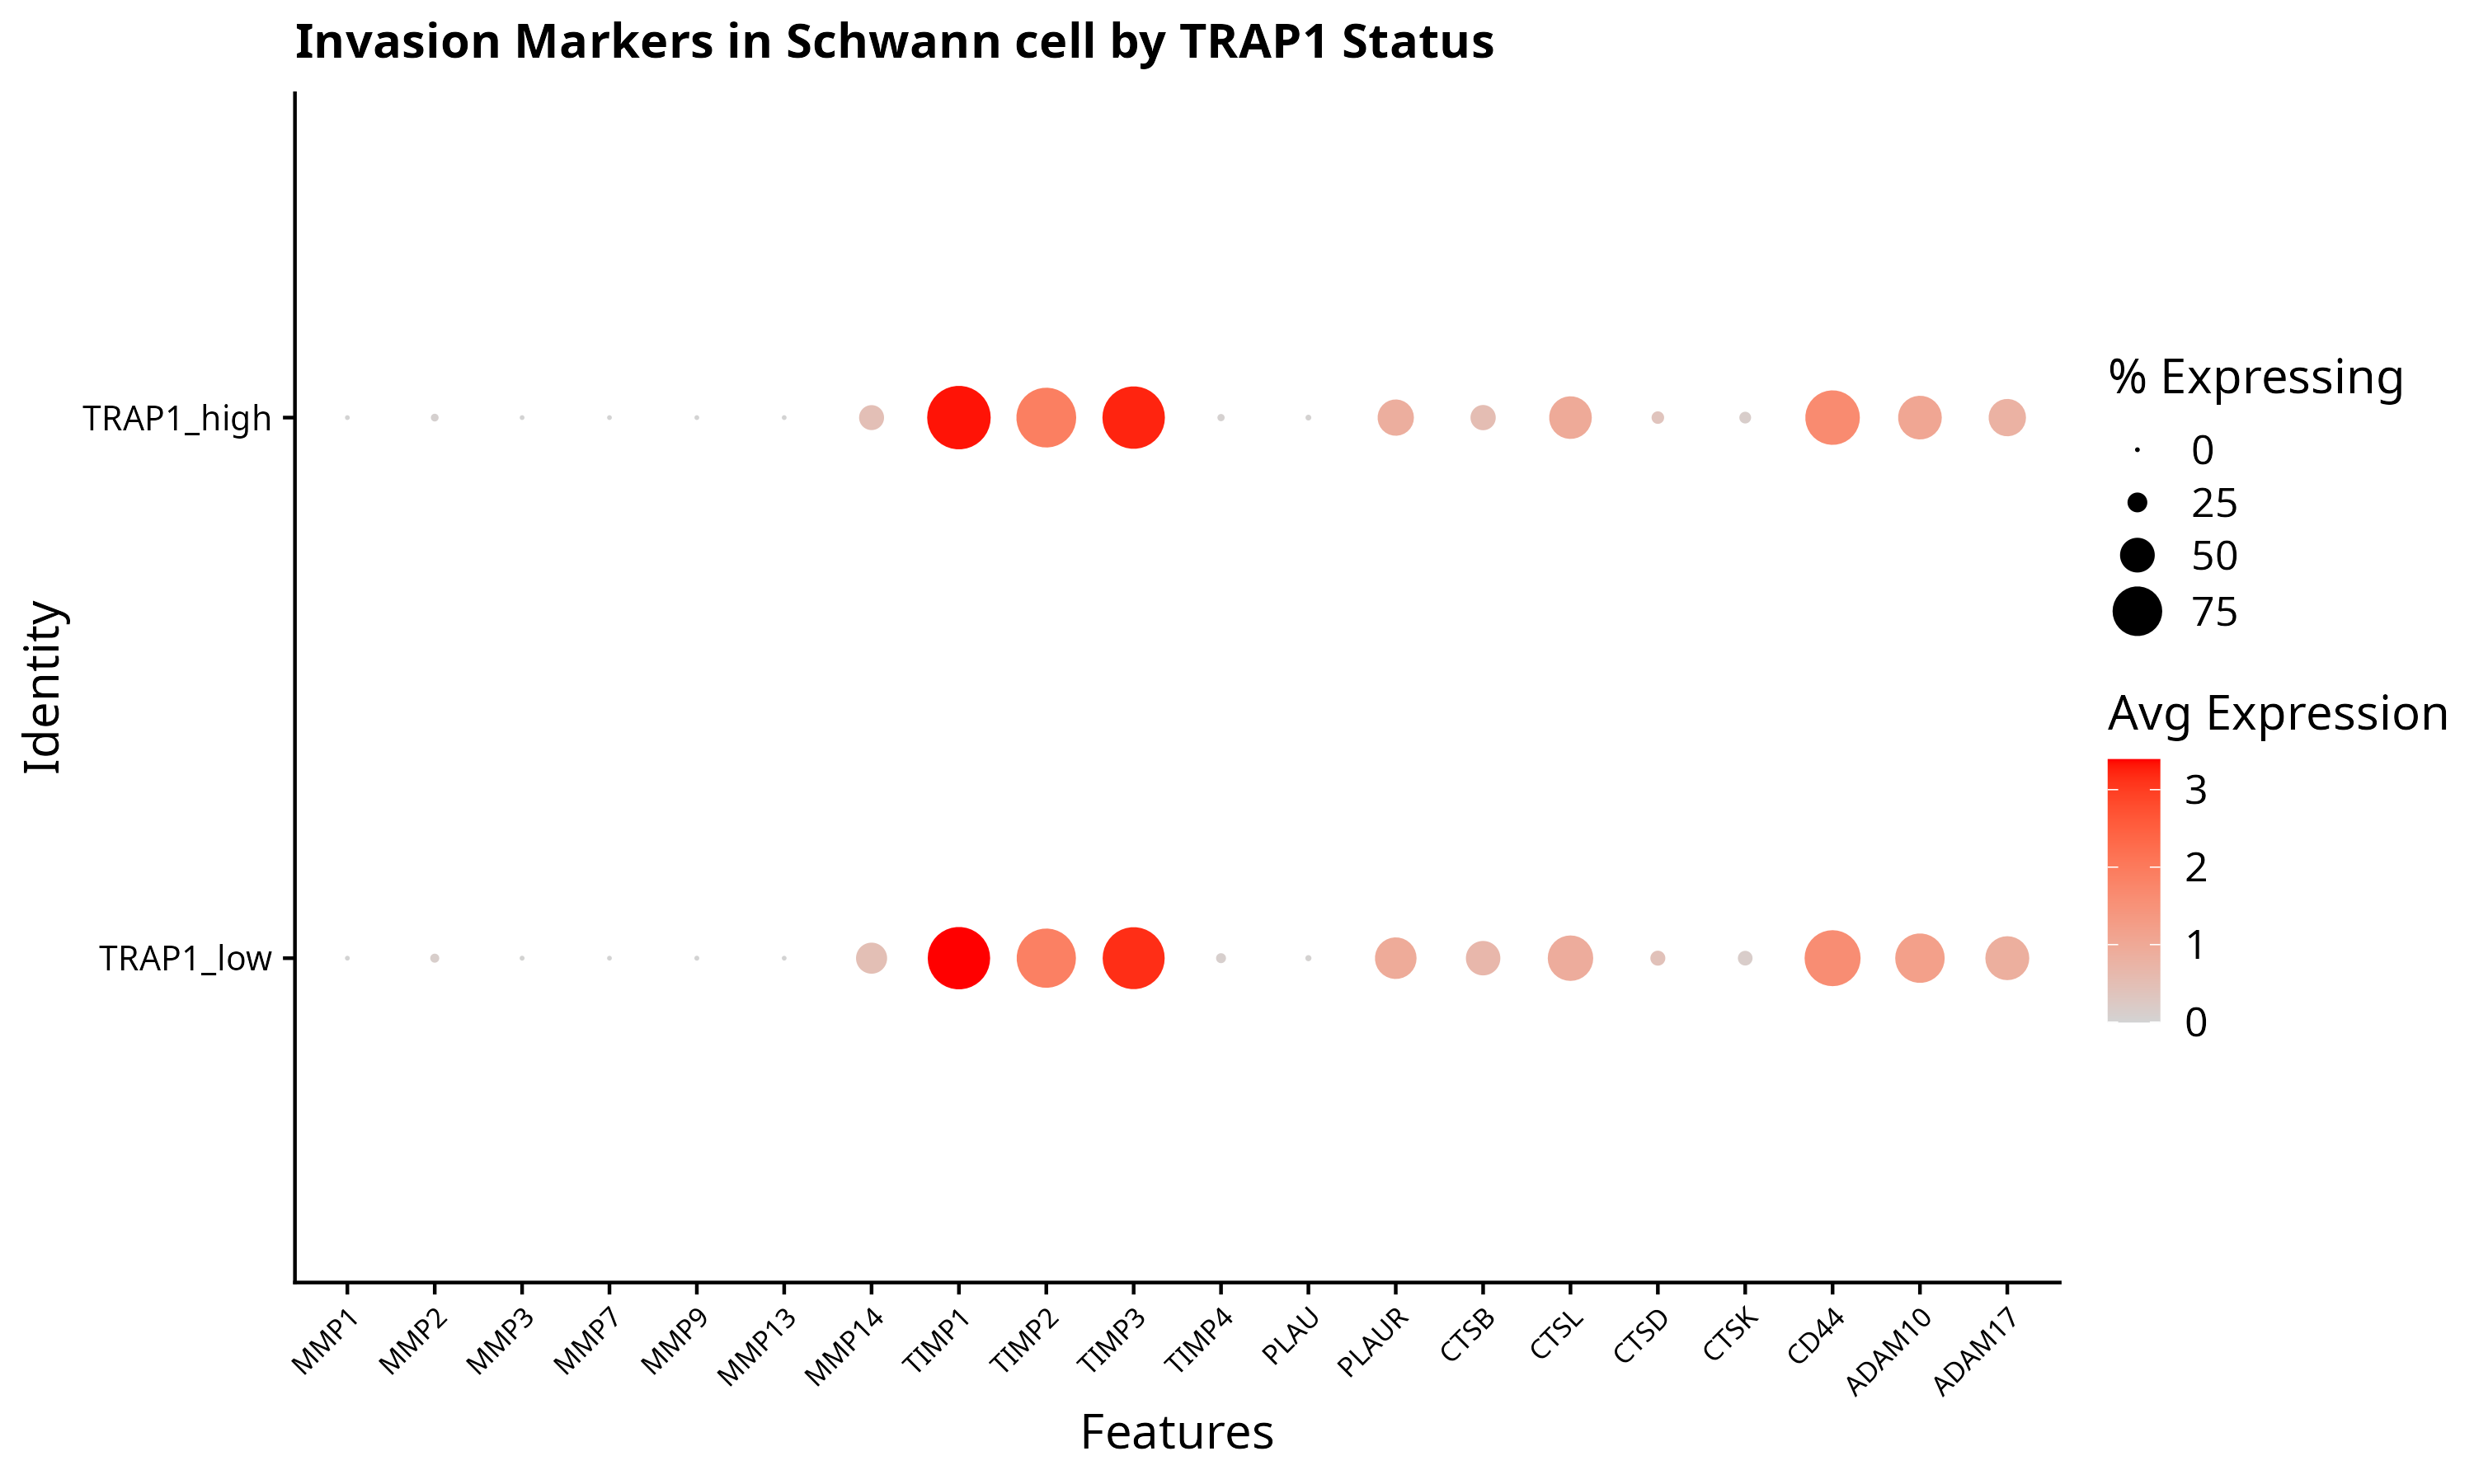 Invasion Markers in Schwann cell by TRAP1 Status
Identity
TRAP1_high
TRAP1_low
MMP1
MMP2
MMP3
MMP7
MMP9
MMP13
MMP14
TIMP1
TIMP2
TIMP3
TIMP4
PLAU
PLAUR
CTSB
CTSL
CTSD
CTSK
CD44
ADAM10
ADAM17
Features
% Expressing
0
25
50
75
Avg Expression
3
2
1
0